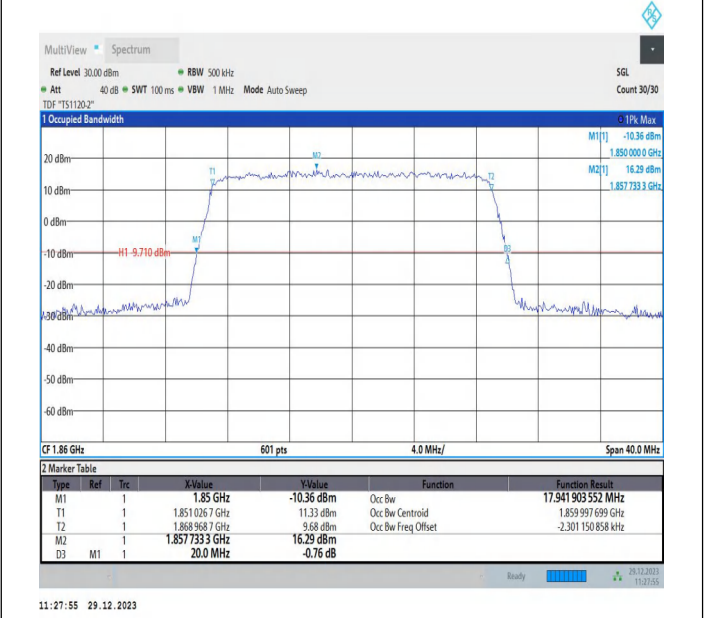 R S
MultiView Spectrum
Ref Level 30.00 dBm RBW 500 kHz SGL
Att 40 dB SWT 100 ms VBW 1 MHz Mode Auto Sweep Count 30/30
TDF "TS1120-2"
1 Occupied Bandwidth 1Pk Max
M1[1] -10.36 dBm
1.850 000 0 GHz
M2[1] 16.29 dBm
1.857 733 3 GHz
20 dBm
M2
T1
T2
10 dBm
0 dBm
M1
D3
-10 dBm H1 -9.710 dBm
-20 dBm
-30 dBm
-40 dBm
-50 dBm
-60 dBm
CF 1.86 GHz 601 pts 4.0 MHz/ Span 40.0 MHz
2 Marker Table
Type Ref Trc X-Value Y-Value Function Function Result
M1 1 1.85 GHz -10.36 dBm Occ Bw 17.941 903 552 MHz
T1 1 1.851 026 7 GHz 11.33 dBm Occ Bw Centroid 1.859 997 699 GHz
T2 1 1.868 968 7 GHz 9.68 dBm Occ Bw Freq Offset -2.301 150 858 kHz
M2 1 1.857 733 3 GHz 16.29 dBm
D3 M1 1 20.0 MHz -0.76 dB
Ready 29.12.2023
11:27:55
11:27:55 29.12.2023